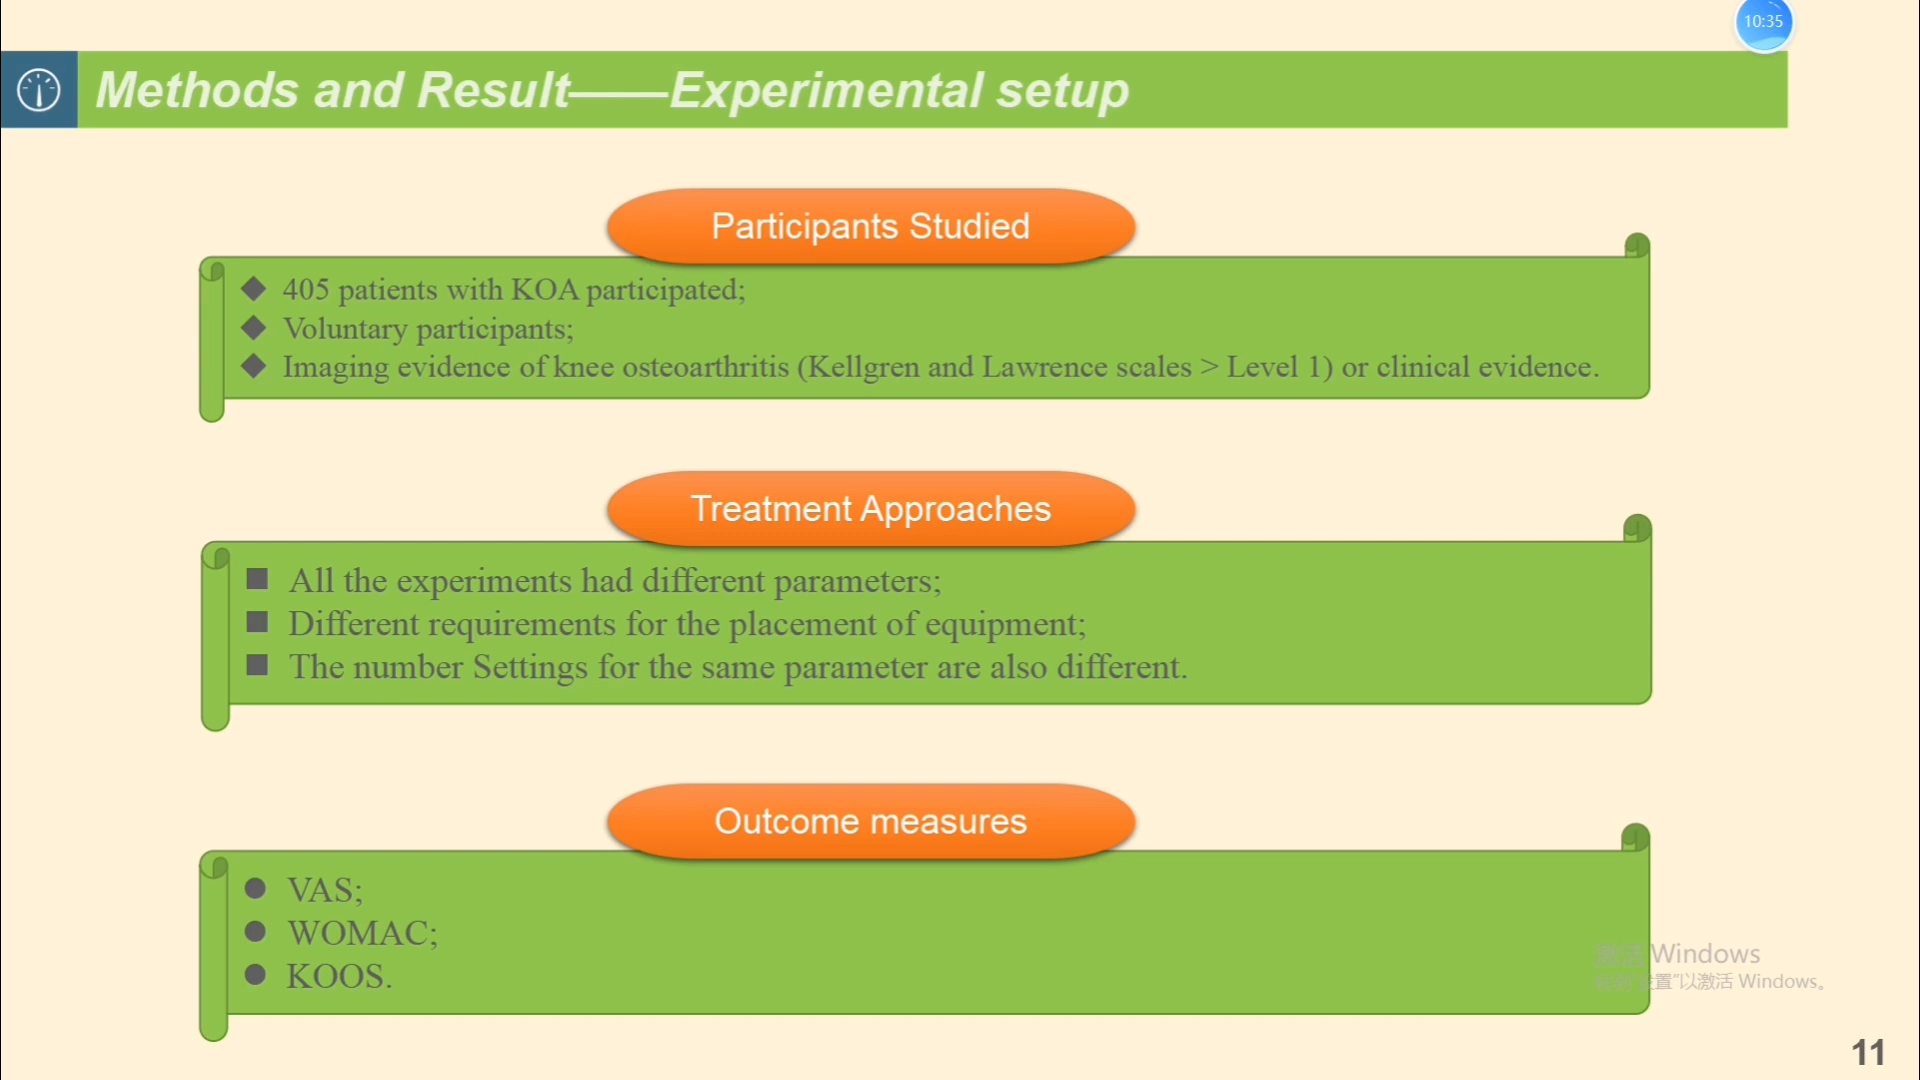 10:35
Methods and Result——Experimental setup
Participants Studied
405 patients with KOA participated;
Voluntary participants;
Imaging evidence of knee osteoarthritis (Kellgren and Lawrence scales > Level 1) or clinical evidence.
Treatment Approaches
All the experiments had different parameters;
Different requirements for the placement of equipment;
The number Settings for the same parameter are also different.
Outcome measures
VAS;
WOMAC;
KOOS.
激活 Windows
转到"设置"以激活 Windows。
11